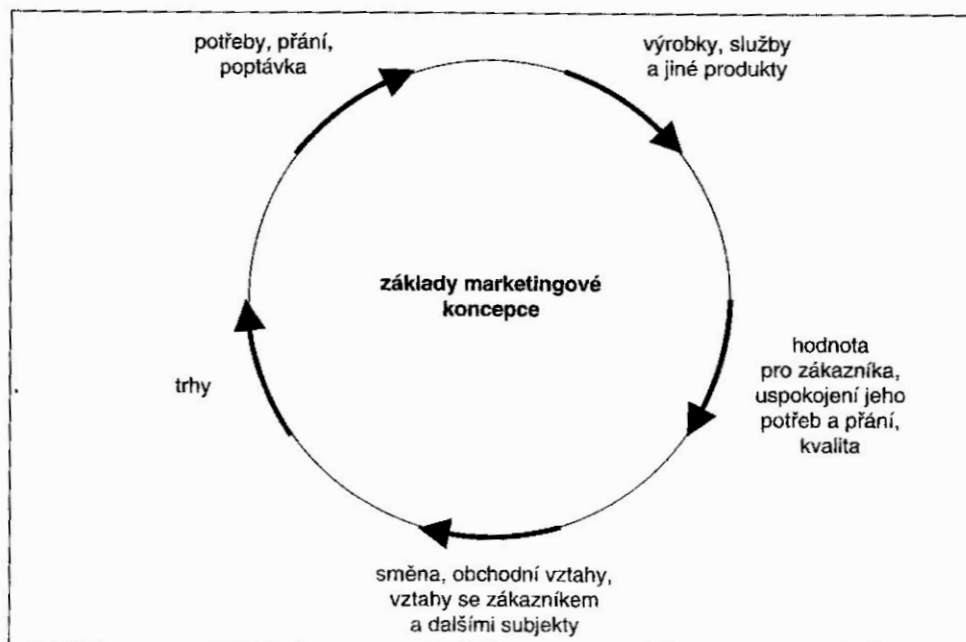 potřeby, přání,
poptávka
výrobky, služby
a jiné produkty
základy marketingové
koncepce
hodnota
pro zákazníka,
uspokojení jeho
potřeb a přání,
kvalita
trhy
směna, obchodní vztahy,
vztahy se zákazníkem
a dalšími subjekty